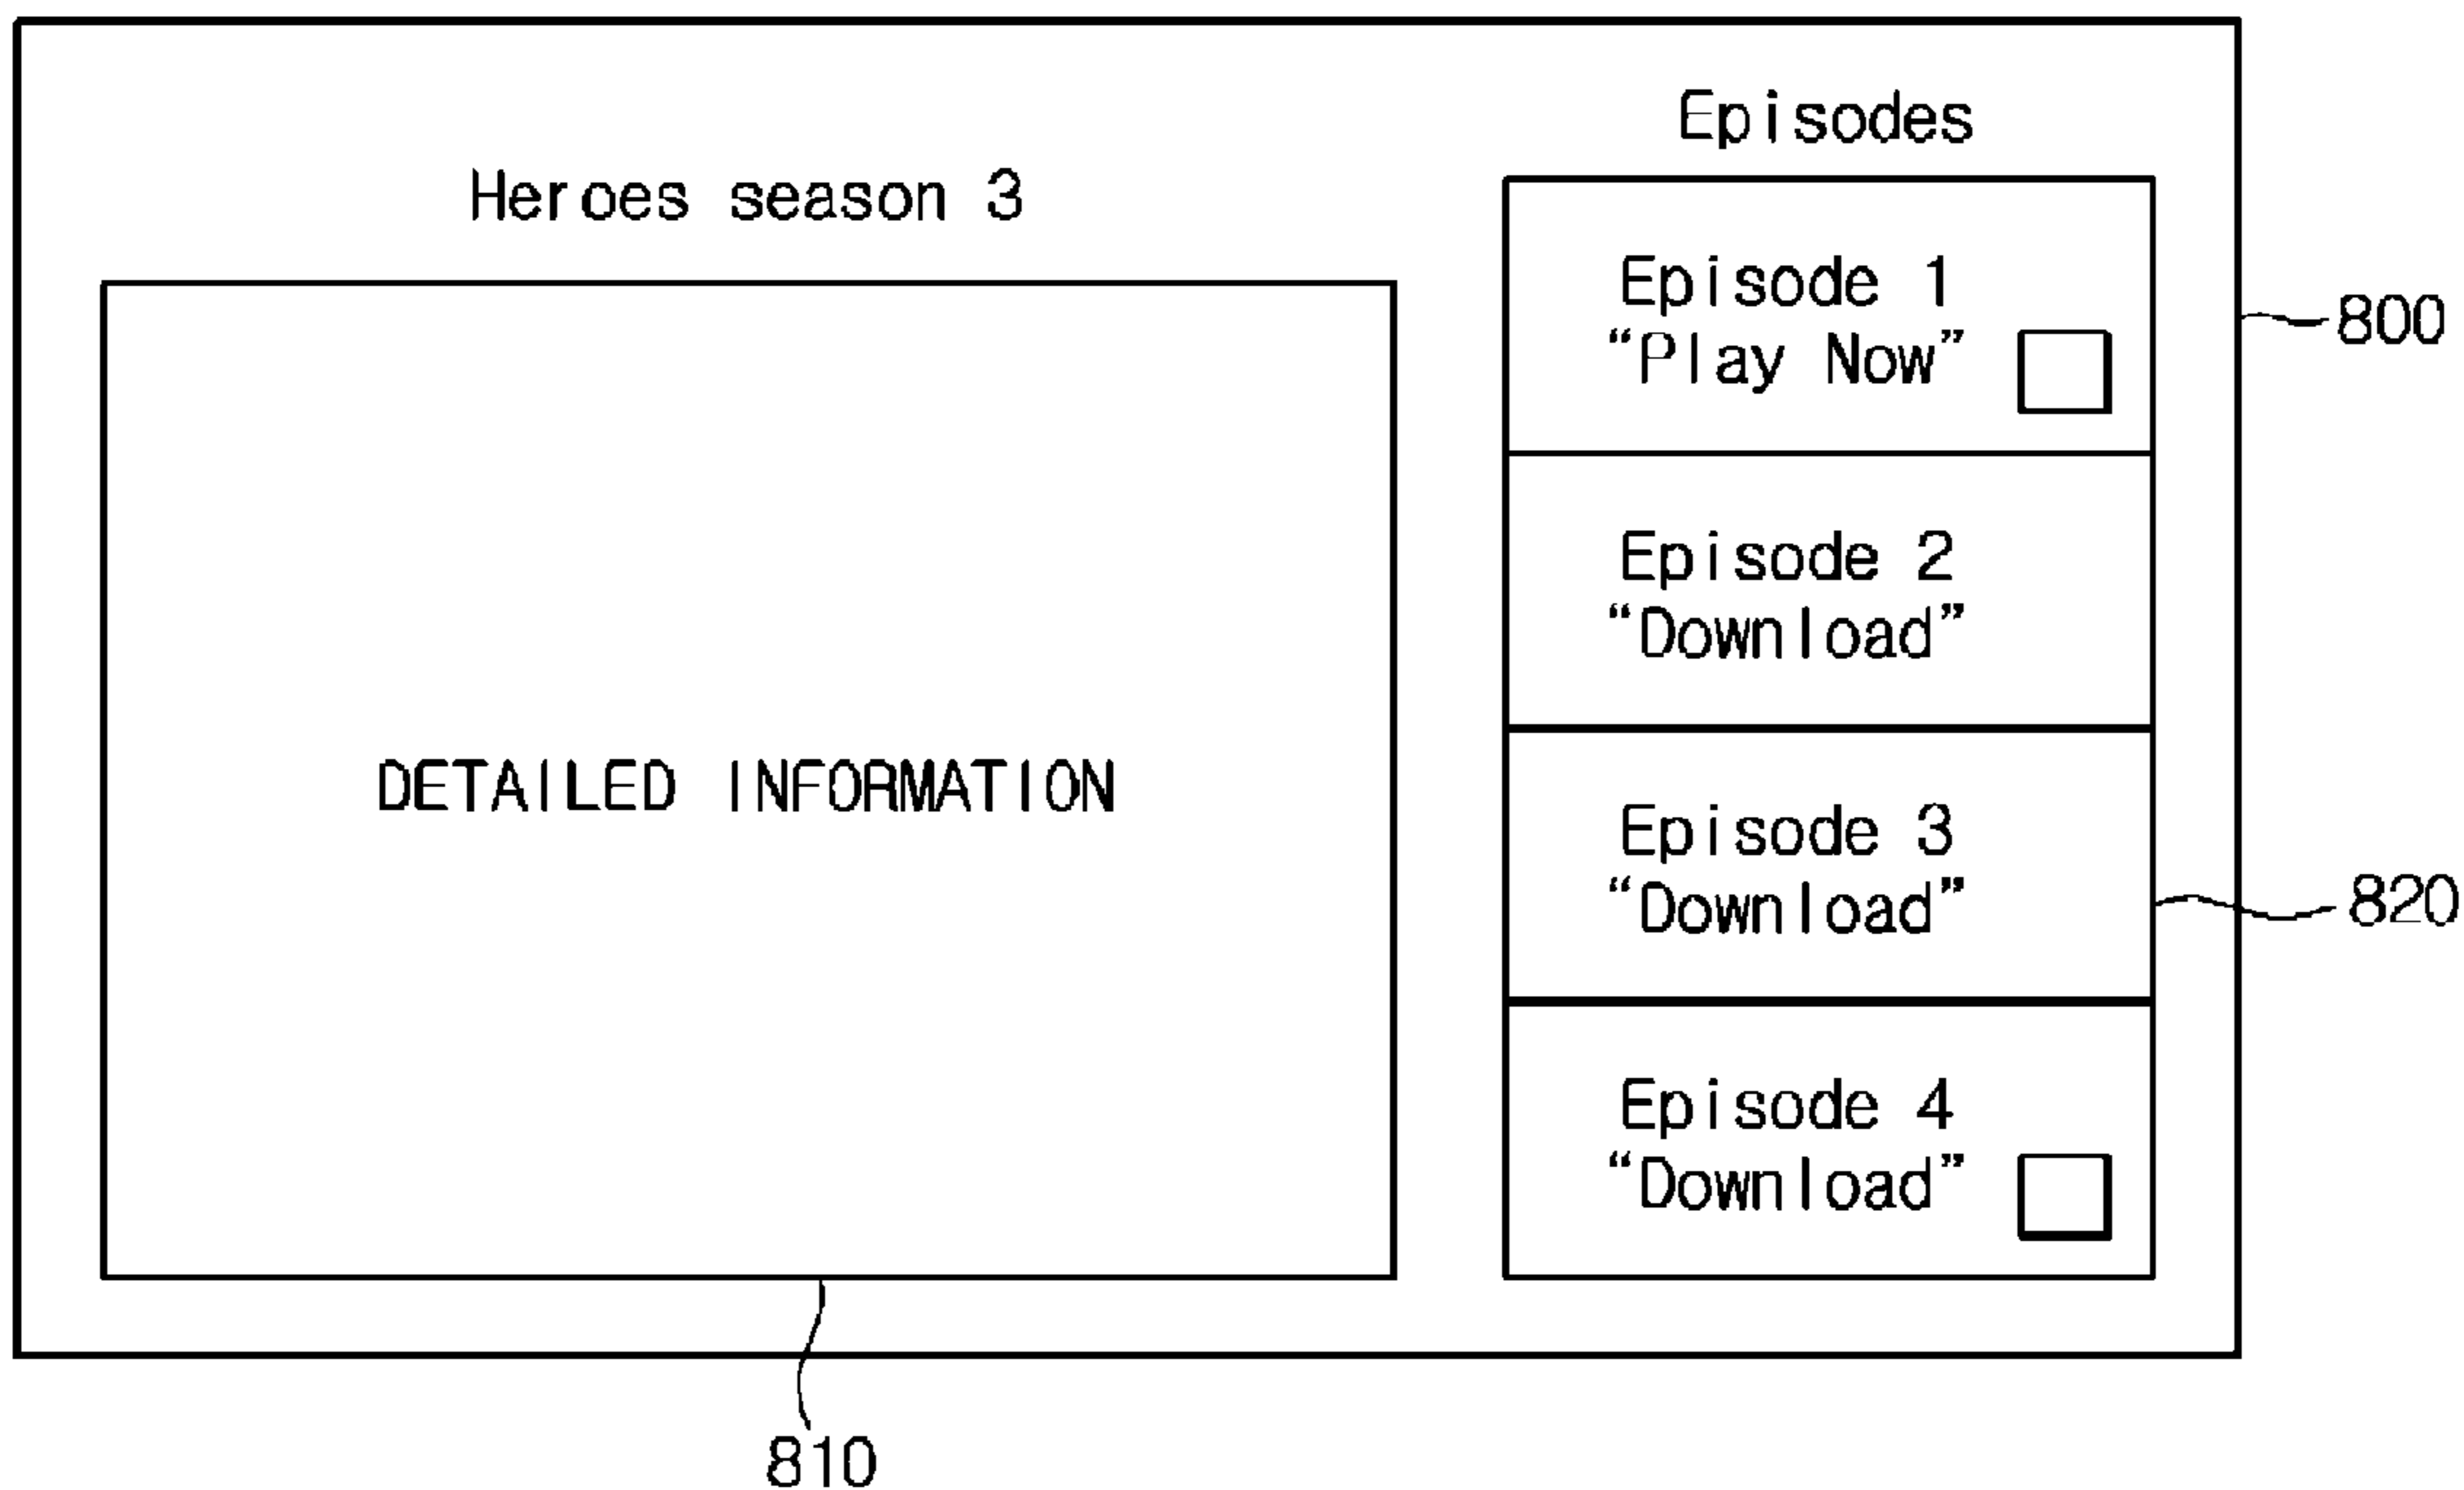 Heroes season 3
DETAILED INFORMATION
810
Episodes
Episode 1
“Play Now”
Episode 2
“Download”
Episode 3
“Download”
Episode 4
“Download”
800
820